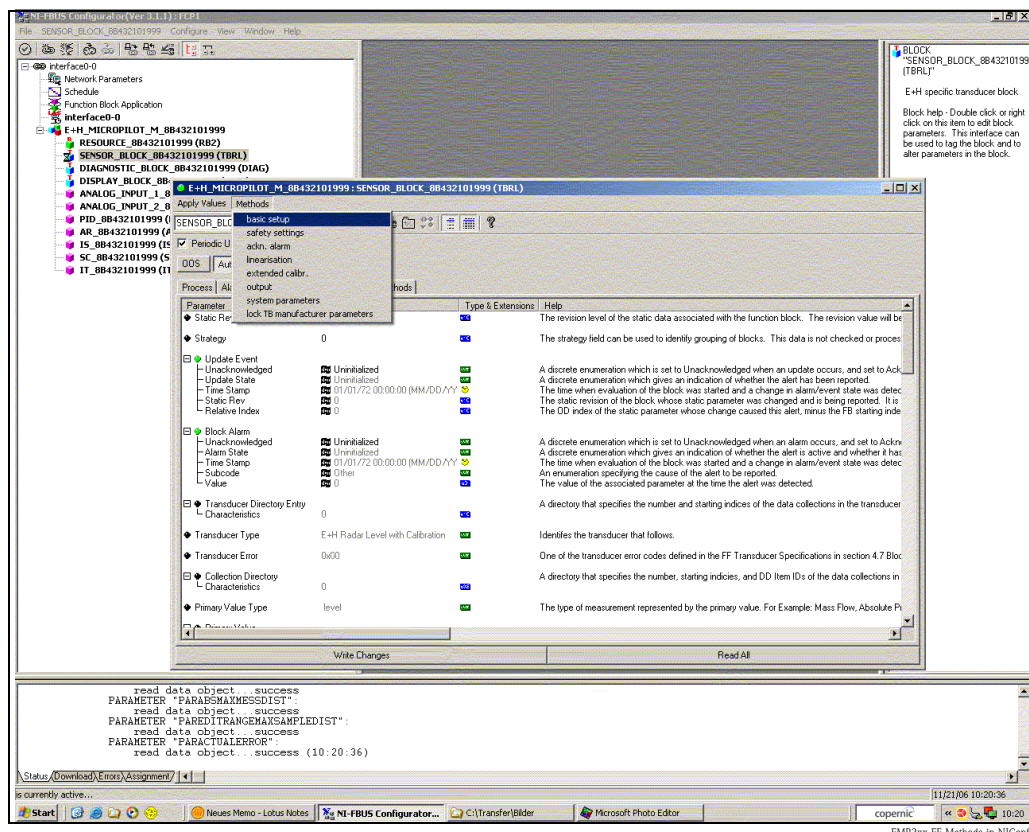 NI-FBUS Configurator(Ver 3.1.1) : FCP1
File SENSOR_BLOCK_8B432101999 Configure View Window Help
interface0-0
Network Parameters
Schedule
Function Block Application
interface0-0
E+H_MICROPILOT_M_8B432101999
RESOURCE_8B432101999 (RB2)
SENSOR_BLOCK_8B432101999 (TBRL)
DIAGNOSTIC_BLOCK_8B432101999 (DIAG)
DISPLAY_BLOCK_8B
ANALOG_INPUT_1_8
ANALOG_INPUT_2_8
PID_8B432101999 (
AR_8B432101999 (A
IS_8B432101999 (IS
SC_8B432101999 (S
IT_8B432101999 (IT
BLOCK
"SENSOR_BLOCK_8B432101999
(TBRL)"
E+H specific transducer block
Block help - Double click or right
click on this item to edit block
parameters. This interface can
be used to tag the block and to
alter parameters in the block.
E+H_MICROPILOT_M_8B432101999 : SENSOR_BLOCK_8B432101999 (TBRL)
Apply Values Methods
SENSOR_BLO
Periodic U
OOS Aut
basic setup
safety settings
ackn. alarm
linearisation
extended calibr.
output
system parameters
lock TB manufacturer parameters
Process Ala hods
Parameter Type & Extensions Help
Static Re The revision level of the static data associated with the function block. The revision value will be
Strategy 0 The strategy field can be used to identify grouping of blocks. This data is not checked or proces
Update Event
Unacknowledged Uninitialized A discrete enumeration which is set to Unacknowledged when an update occurs, and set to Ack
Update State Uninitialized A discrete enumeration which gives an indication of whether the alert has been reported.
Time Stamp 01/01/72 00:00:00 (MM/DD/YY The time when evaluation of the block was started and a change in alarm/event state was detec
Static Rev 0 The static revision of the block whose static parameter was changed and is being reported. It is
Relative Index 0 The OD index of the static parameter whose change caused this alert, minus the FB starting inde
Block Alarm
Unacknowledged Uninitialized A discrete enumeration which is set to Unacknowledged when an alarm occurs, and set to Ackn
Alarm State Uninitialized A discrete enumeration which gives an indication of whether the alert is active and whether it has
Time Stamp 01/01/72 00:00:00 (MM/DD/YY The time when evaluation of the block was started and a change in alarm/event state was detec
Subcode Other An enumeration specifying the cause of the alert to be reported.
Value 0 The value of the associated parameter at the time the alert was detected.
Transducer Directory Entry A directory that specifies the number and starting indices of the data collections in the transducer
Characteristics 0
Transducer Type E+H Radar Level with Calibration Identifes the transducer that follows.
Transducer Error 0x00 One of the transducer error codes defined in the FF Transducer Specifications in section 4.7 Bloc
Collection Directory A directory that specifies the number, starting indicies, and DD Item IDs of the data collections in
Characteristics 0
Primary Value Type level The type of measurement represented by the primary value. For Example: Mass Flow, Absolute Pr
Primary Value
Write Changes Read All
read data object...success
PARAMETER "PARABSMAXMESSDIST":
read data object...success
PARAMETER "PAREDITRANGEMAXSAMPLEDIST":
read data object...success
PARAMETER "PARACTUALERROR":
read data object...success (10:20:36)
Status Download Errors Assignment
is currently active... 11/21/06 10:20:36
Start Neues Memo - Lotus Notes NI-FBUS Configurator... C:\Transfer\Bilder Microsoft Photo Editor copernic « 10:20